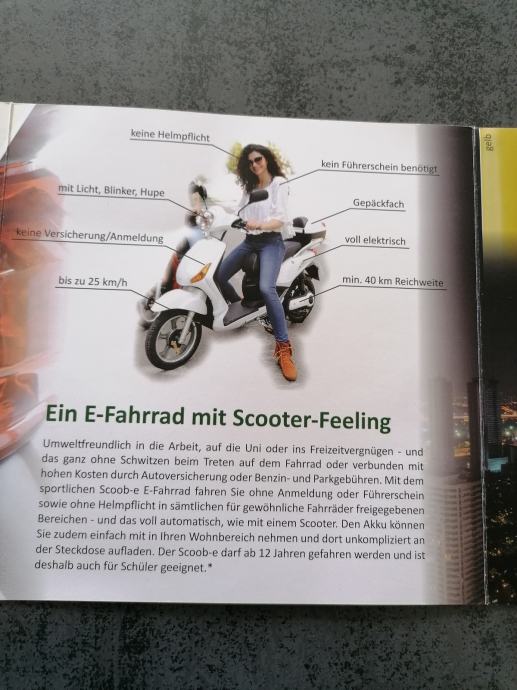 keine Helmpflicht
kein Führerschein benötigt
mit Licht, Blinker, Hupe
Gepäckfach
keine Versicherung/Anmeldung
voll elektrisch
bis zu 25 km/h
min. 40 km Reichweite
Ein E-Fahrrad mit Scooter-Feeling
Umweltfreundlich in die Arbeit, auf die Uni oder ins Freizeitvergnügen - und
das ganz ohne Schwitzen beim Treten auf dem Fahrrad oder verbunden mit
hohen Kosten durch Autoversicherung oder Benzin- und Parkgebühren. Mit dem
sportlichen Scoob-e E-Fahrrad fahren Sie ohne Anmeldung oder Führerschein
sowie ohne Helmpflicht in sämtlichen für gewöhnliche Fahrräder freigegebenen
Bereichen - und das voll automatisch, wie mit einem Scooter. Den Akku können
Sie zudem einfach mit in Ihren Wohnbereich nehmen und dort unkompliziert an
der Steckdose aufladen. Der Scoob-e darf ab 12 Jahren gefahren werden und ist
deshalb auch für Schüler geeignet.*
gelb